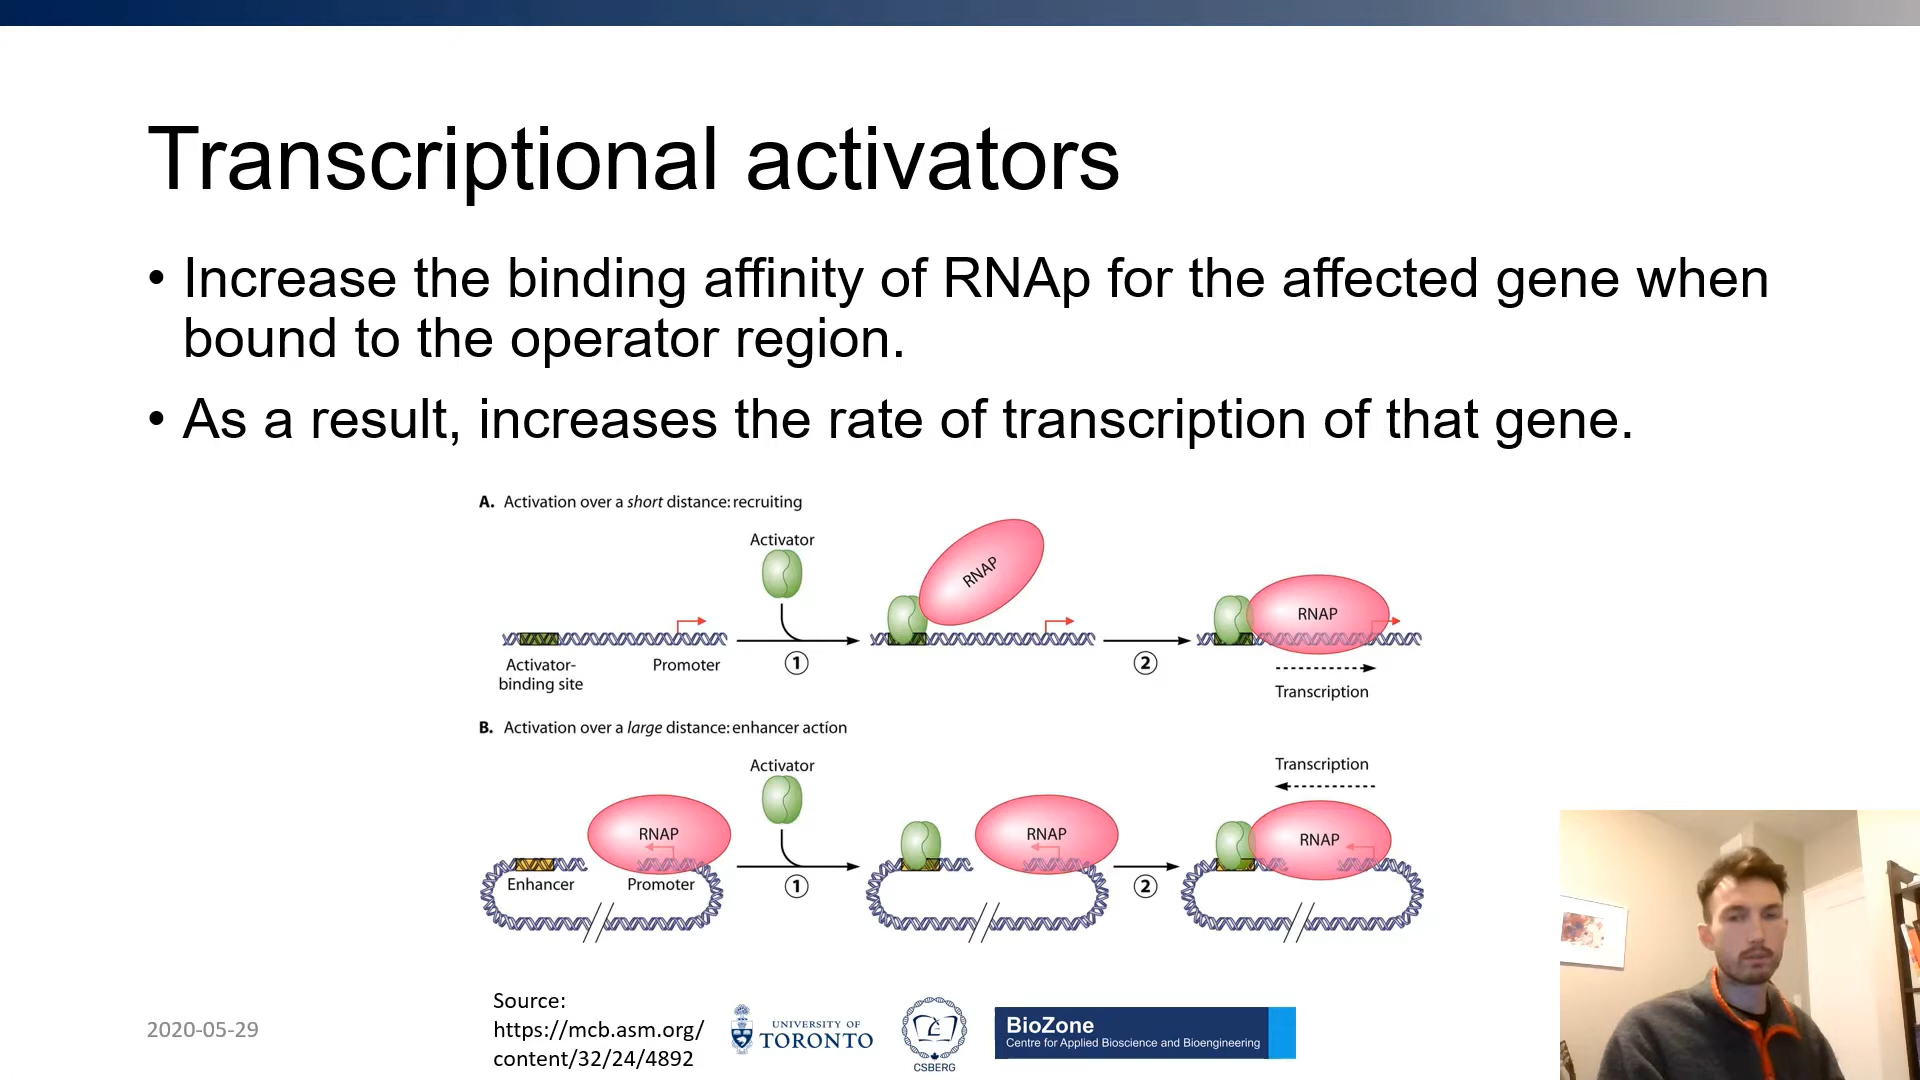 Transcriptional activators
• Increase the binding affinity of RNAp for the affected gene when
bound to the operator region.
• As a result, increases the rate of transcription of that gene.
A. Activation over a short distance: recruiting
Activator
RNAP
RNAP
Activator-
binding site
Promoter
1
2
Transcription
B. Activation over a large distance: enhancer action
Activator
Transcription
RNAP
RNAP
RNAP
Enhancer
Promoter
1
2
2020-05-29
Source:
https://mcb.asm.org/
content/32/24/4892
UNIVERSITY OF
TORONTO
CSBERG
BioZone
Centre for Applied Bioscience and Bioengineering